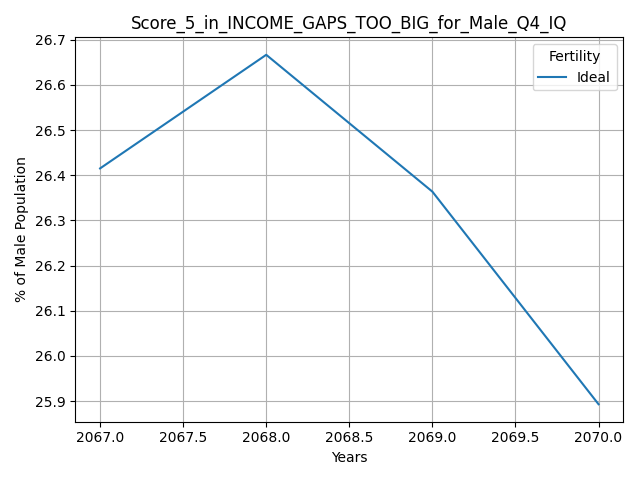 Score_5_in_INCOME_GAPS_TOO_BIG_for_Male_Q4_IQ
26.7
26.6
26.5
26.4
26.3
26.2
26.1
26.0
25.9
% of Male Population
Fertility
Ideal
2067.0 2067.5 2068.0 2068.5 2069.0 2069.5 2070.0
Years